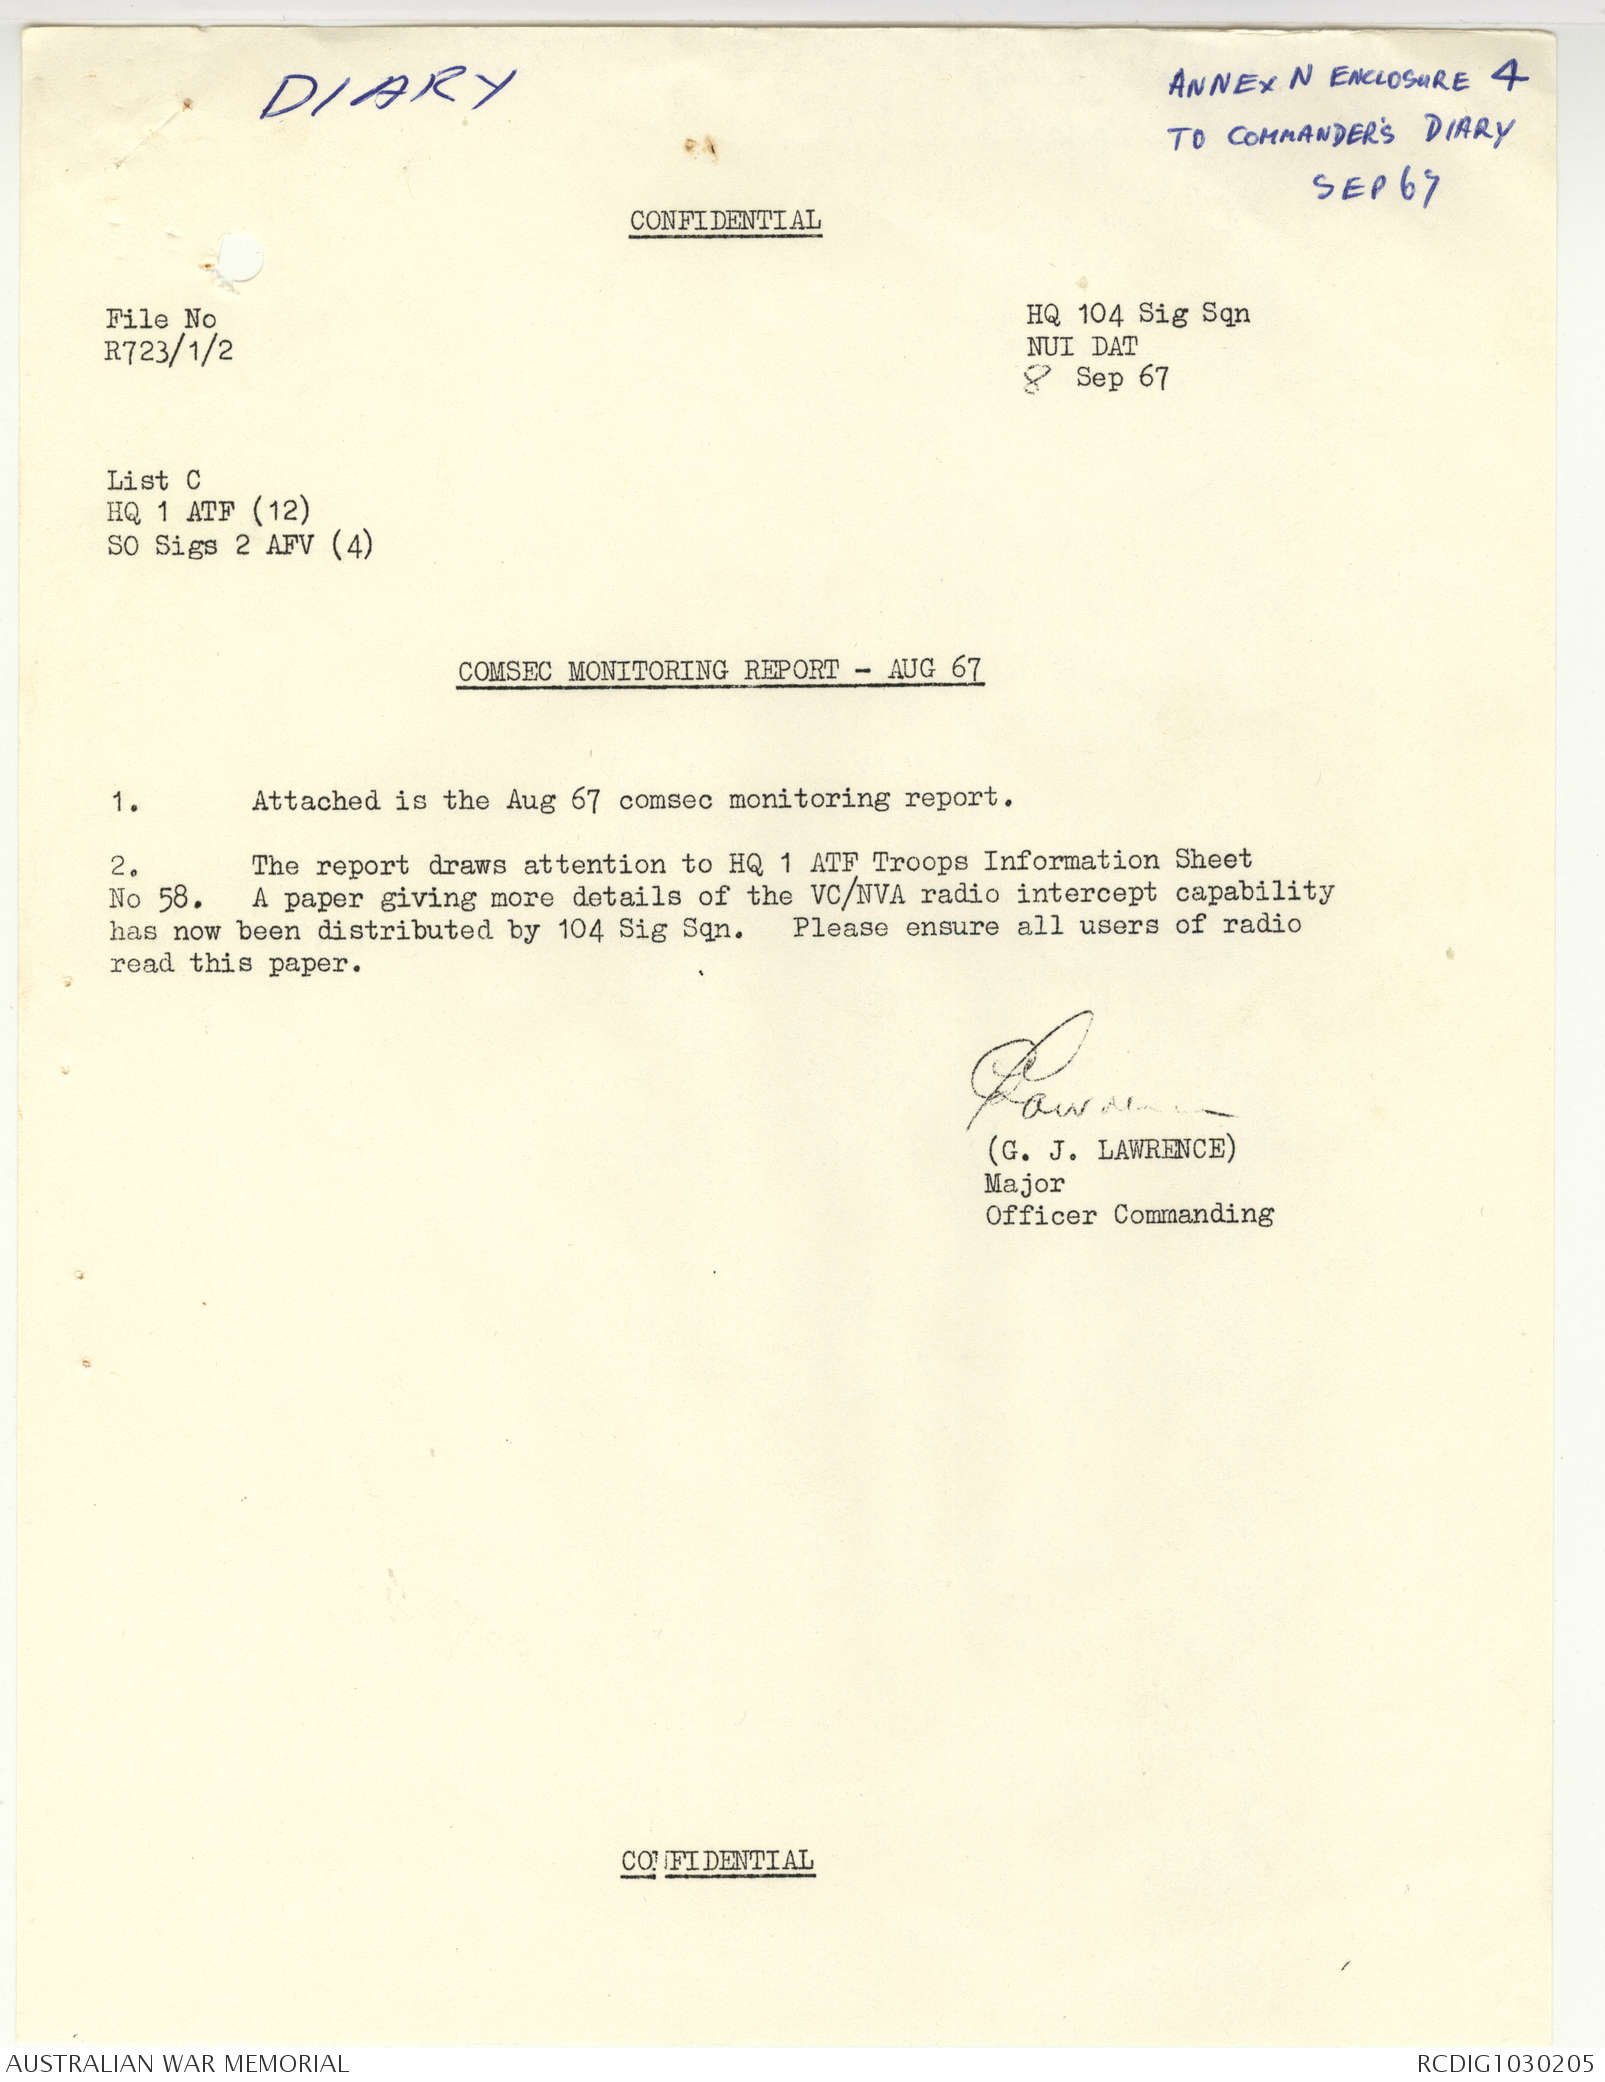 DIARY
ANNEX N ENCLOSURE 4
TO COMMANDER'S DIARY
SEP 67
CONFIDENTIAL
File No
R723/1/2
HQ 104 Sig Sqn
NUI DAT
8 Sep 67
List C
HQ 1 ATF (12)
SO Sigs 2 AFV (4)
COMSEC MONITORING REPORT - AUG 67
1. Attached is the Aug 67 comsec monitoring report.
2. The report draws attention to HQ 1 ATF Troops Information Sheet
No 58. A paper giving more details of the VC/NVA radio intercept capability
has now been distributed by 104 Sig Sqn. Please ensure all users of radio
read this paper.
(G. J. LAWRENCE)
Major
Officer Commanding
CONFIDENTIAL
AUSTRALIAN WAR MEMORIAL
RCDIG1030205